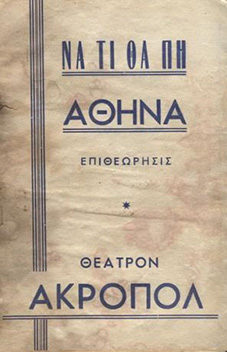 ΝΑ ΤΙ ΘΑ ΠΗ
ΑΘΗΝΑ
ΕΠΙΘΕΩΡΗΣΙΣ
*
ΘΕΑΤΡΟΝ
ΑΚΡΟΠΟΛ